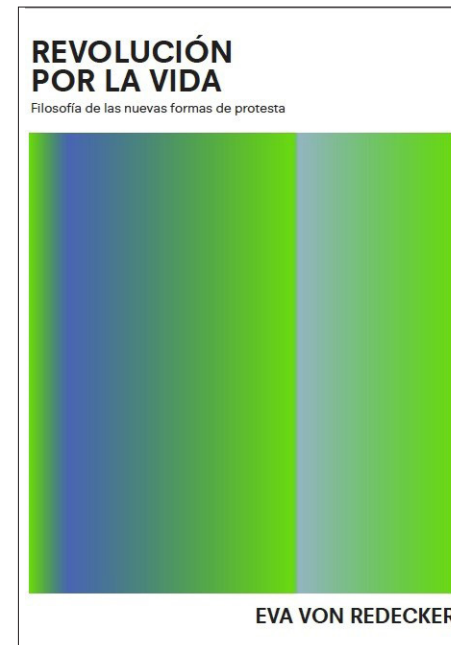 REVOLUCIÓN
POR LA VIDA
Filosofía de las nuevas formas de protesta
EVA VON REDECKER